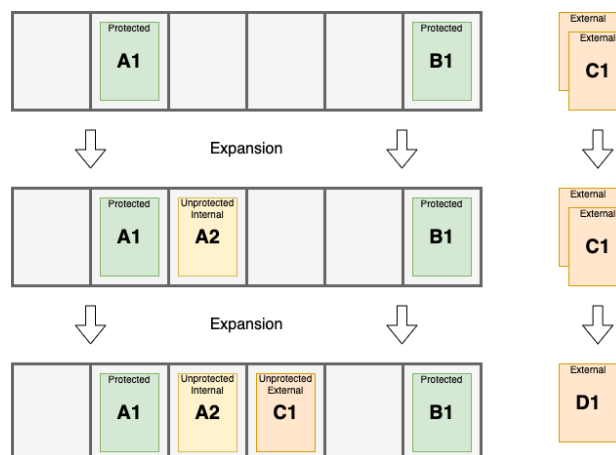 Protected
A1
Protected
B1
External
External
C1
Expansion
Protected
A1
Unprotected
Internal
A2
Protected
B1
External
External
C1
Expansion
Protected
A1
Unprotected
Internal
A2
Unprotected
External
C1
Protected
B1
External
D1